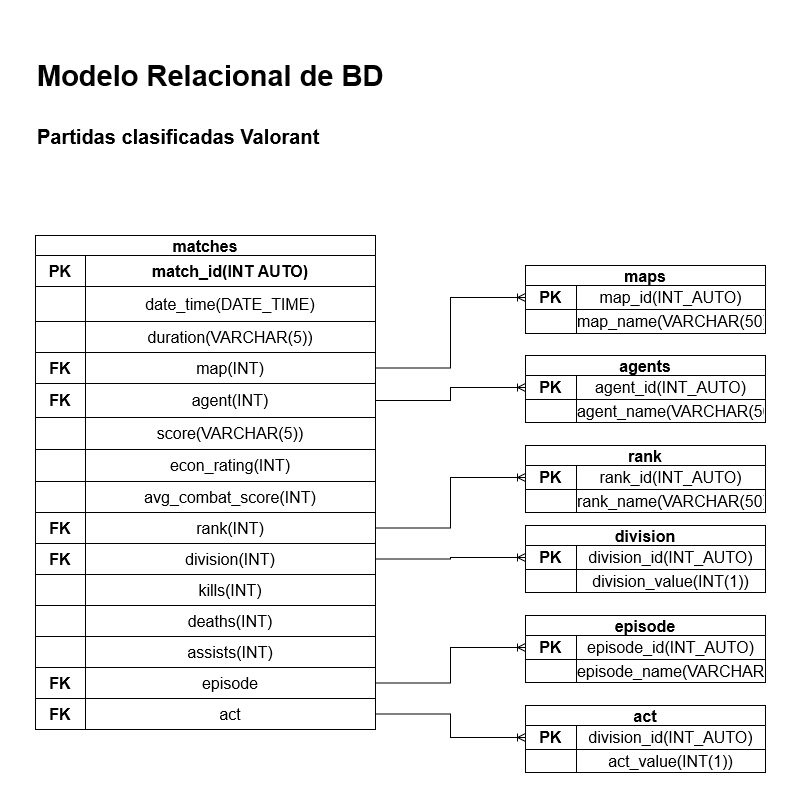 Modelo Relacional de BD
Partidas clasificadas Valorant
matches
PK match_id(INT AUTO)
date_time(DATE_TIME)
duration(VARCHAR(5))
FK map(INT)
FK agent(INT)
score(VARCHAR(5))
econ_rating(INT)
avg_combat_score(INT)
FK rank(INT)
FK division(INT)
kills(INT)
deaths(INT)
assists(INT)
FK episode
FK act
maps
PK map_id(INT_AUTO)
map_name(VARCHAR(50)
agents
PK agent_id(INT_AUTO)
agent_name(VARCHAR(5
rank
PK rank_id(INT_AUTO)
rank_name(VARCHAR(50)
division
PK division_id(INT_AUTO)
division_value(INT(1))
episode
PK episode_id(INT_AUTO)
episode_name(VARCHAR
act
PK division_id(INT_AUTO)
act_value(INT(1))